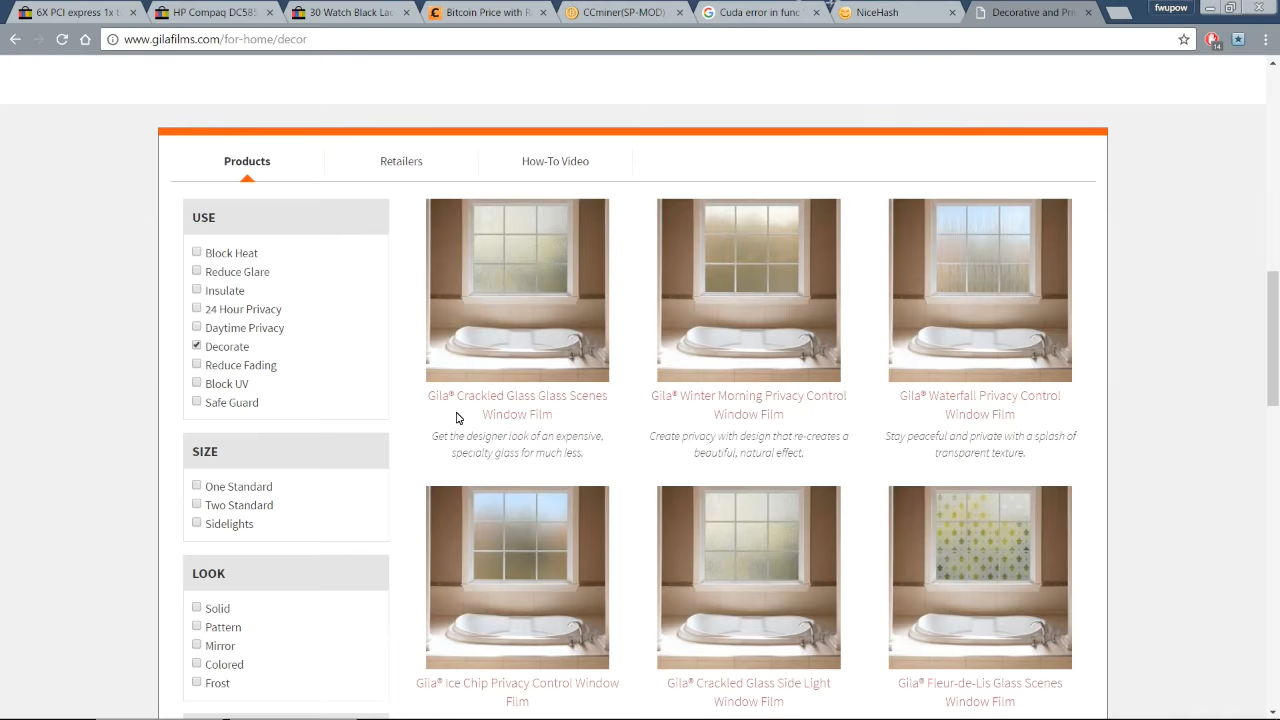 6X PCI express 1x t
HP Compaq DC585
30 Watch Black Lac
Bitcoin Price with R
CCminer(SP-MOD)
Cuda error in func
NiceHash
Decorative and Pri
fwupow
www.gilafilms.com/for-home/decor
14
Products
Retailers
How-To Video
USE
Block Heat
Reduce Glare
Insulate
24 Hour Privacy
Daytime Privacy
Decorate
Reduce Fading
Block UV
Safe Guard
SIZE
One Standard
Two Standard
Sidelights
LOOK
Solid
Pattern
Mirror
Colored
Frost
Gila® Crackled Glass Glass Scenes
Window Film
Get the designer look of an expensive,
specialty glass for much less.
Gila® Winter Morning Privacy Control
Window Film
Create privacy with design that re-creates a
beautiful, natural effect.
Gila® Waterfall Privacy Control
Window Film
Stay peaceful and private with a splash of
transparent texture.
Gila® Ice Chip Privacy Control Window
Film
Gila® Crackled Glass Side Light
Window Film
Gila® Fleur-de-Lis Glass Scenes
Window Film